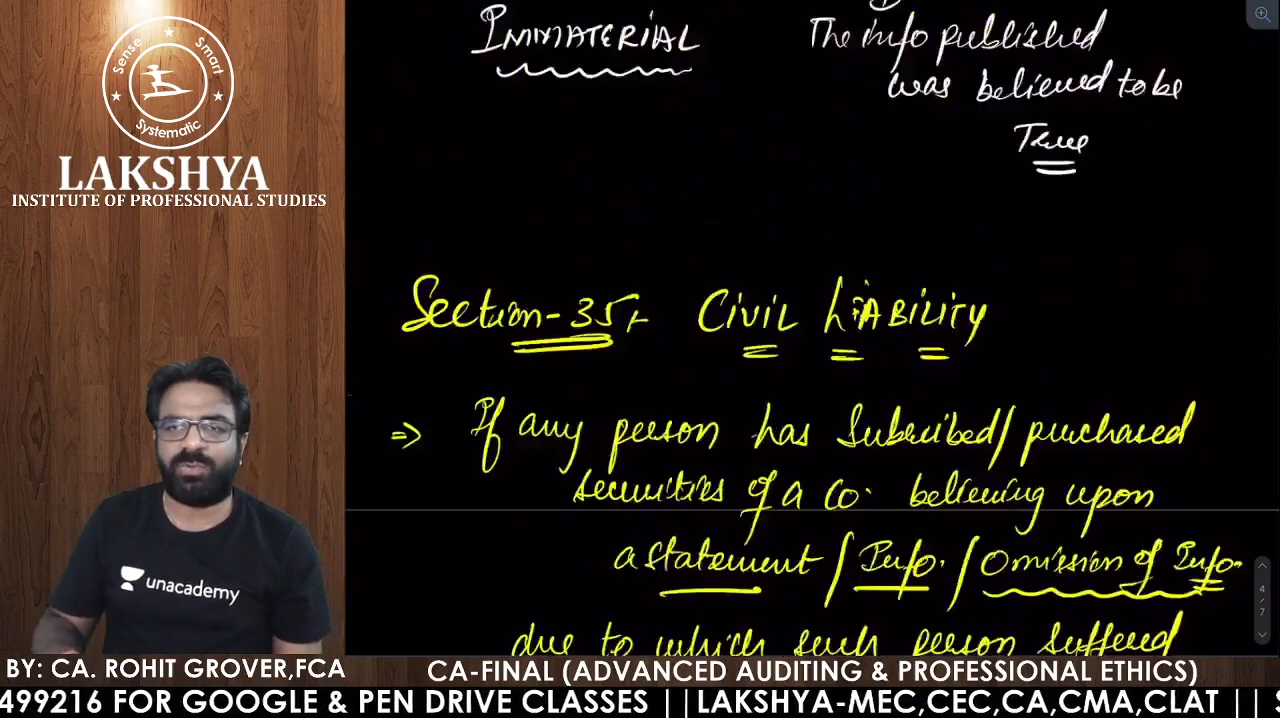 Sense
Smart
Systematic
LAKSHYA
INSTITUTE OF PROFESSIONAL STUDIES
IMMATERIAL
The info published
was believed to be
True
Section-35:- CIVIL LiABiLiTY
⇒ If any person has Subscribed/purchased
securities of a co. believing upon
a statement / Info. / Omission of Info.
due to which such person suffered
unacademy
4
/
7
BY: CA. ROHIT GROVER,FCA CA-FINAL (ADVANCED AUDITING & PROFESSIONAL ETHICS)
499216 FOR GOOGLE & PEN DRIVE CLASSES ||LAKSHYA-MEC,CEC,CA,CMA,CLAT || S